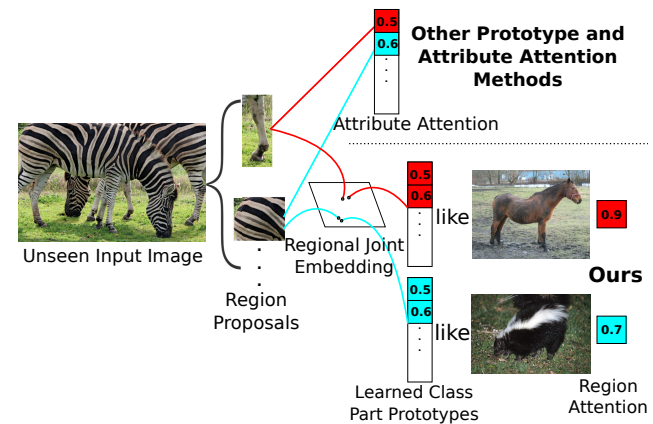 0.5
0.6
Other Prototype and
Attribute Attention
Methods
Attribute Attention
Unseen Input Image
Region
Proposals
Regional Joint
Embedding
0.5
0.6
like
0.9
Ours
0.5
0.6
like
0.7
Learned Class
Part Prototypes
Region
Attention